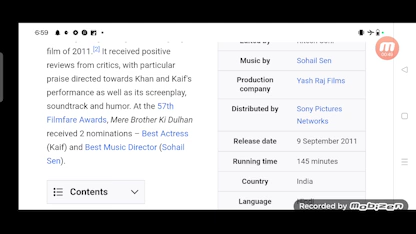 6:59
film of 2011.[2] It received positive
reviews from critics, with particular
praise directed towards Khan and Kaif's
performance as well as its screenplay,
soundtrack and humor. At the 57th
Filmfare Awards, Mere Brother Ki Dulhan
received 2 nominations – Best Actress
(Kaif) and Best Music Director (Sohail
Sen).
Contents
Music by Sohail Sen
Production company Yash Raj Films
Distributed by Sony Pictures Networks
Release date 9 September 2011
Running time 145 minutes
Country India
Language
Recorded by MOBIZEN